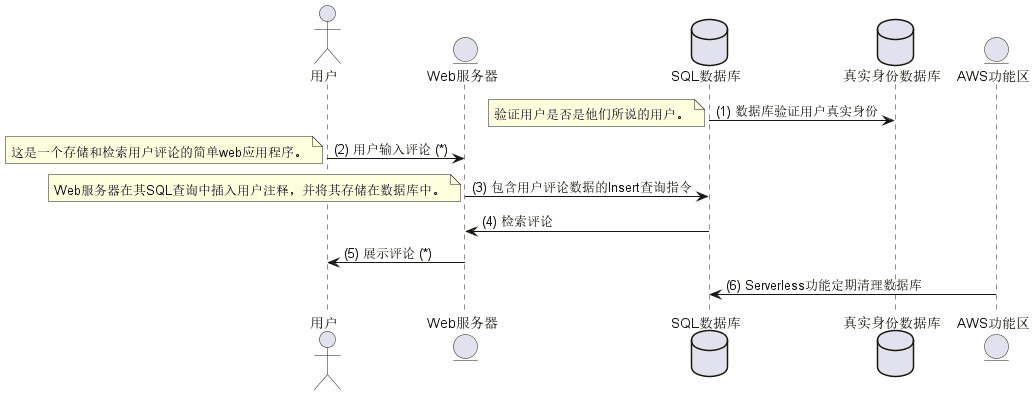 用户
Web服务器
SQL数据库
真实身份数据库
AWS功能区
验证用户是否是他们所说的用户。
(1) 数据库验证用户真实身份
这是一个存储和检索用户评论的简单web应用程序。
(2) 用户输入评论 (*)
Web服务器在其SQL查询中插入用户注释，并将其存储在数据库中。
(3) 包含用户评论数据的Insert查询指令
(4) 检索评论
(5) 展示评论 (*)
(6) Serverless功能定期清理数据库
用户
Web服务器
SQL数据库
真实身份数据库
AWS功能区